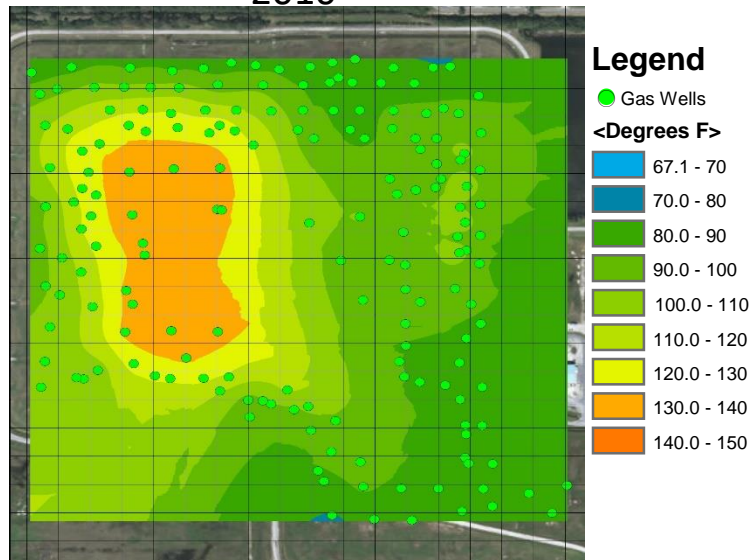 Legend
Gas Wells
<Degrees F>
67.1 - 70
70.0 - 80
80.0 - 90
90.0 - 100
100.0 - 110
110.0 - 120
120.0 - 130
130.0 - 140
140.0 - 150